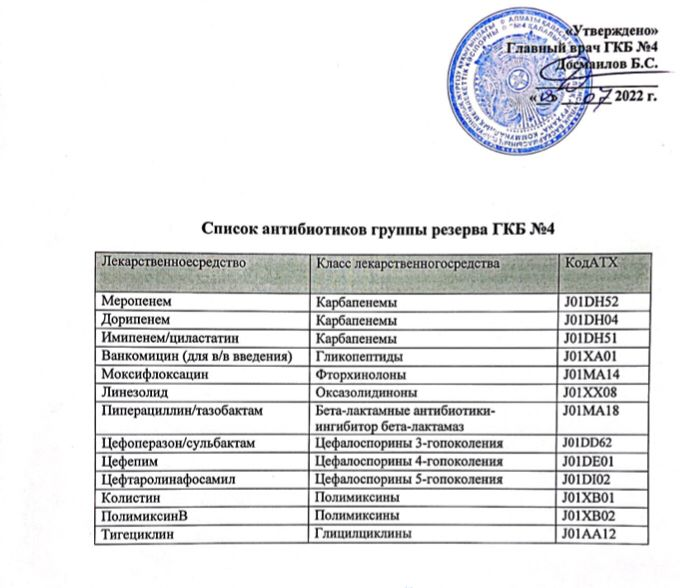 «Утверждено»
Главный врач ГКБ №4
Досмаилов Б.С.
07 2022 г.
Список антибиотиков группы резерва ГКБ №4
Лекарственноесредство Класс лекарственногосредства КодАТХ
Меропенем Карбапенемы J01DH52
Дорипенем Карбапенемы J01DH04
Имипенем/циластатин Карбапенемы J01DH51
Ванкомицин (для в/в введения) Гликопептиды J01XA01
Моксифлоксацин Фторхинолоны J01MA14
Линезолид Оксазолидиноны J01XX08
Пиперациллин/тазобактам Бета-лактамные антибиотики- J01MA18
ингибитор бета-лактамаз
Цефоперазон/сульбактам Цефалоспорины 3-гопоколения J01DD62
Цефепим Цефалоспорины 4-гопоколения J01DE01
Цефтаролинафосамил Цефалоспорины 5-гопоколения J01DI02
Колистин Полимиксины J01XB01
ПолимиксинВ Полимиксины J01XB02
Тигециклин Глицилциклины J01AA12